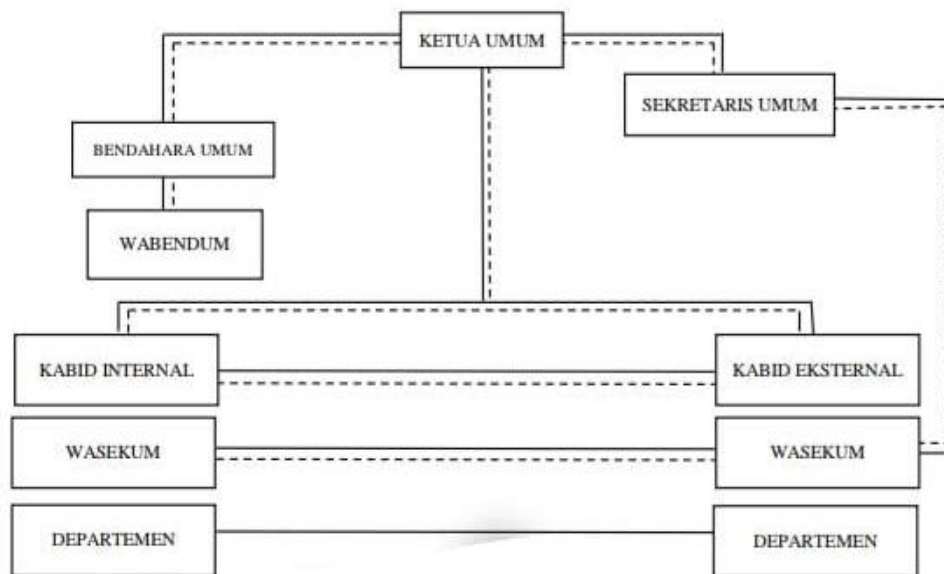 KETUA UMUM
SEKRETARIS UMUM
BENDAHARA UMUM
WABENDUM
KABID INTERNAL
KABID EKSTERNAL
WASEKUM
WASEKUM
DEPARTEMEN
DEPARTEMEN